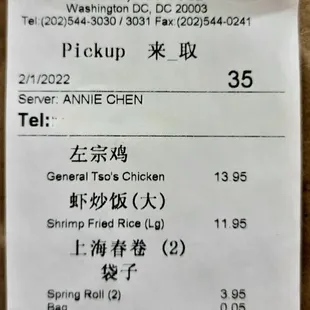 Washington DC, DC 20003
Tel:(202)544-3030 / 3031 Fax:(202)544-0241
Pickup 来_取
2/1/2022 35
Server: ANNIE CHEN
Tel:
左宗鸡
General Tso's Chicken 13.95
虾炒饭(大)
Shrimp Fried Rice (Lg) 11.95
上海春卷 (2)
袋子
Spring Roll (2) 3.95
Bag 0.05